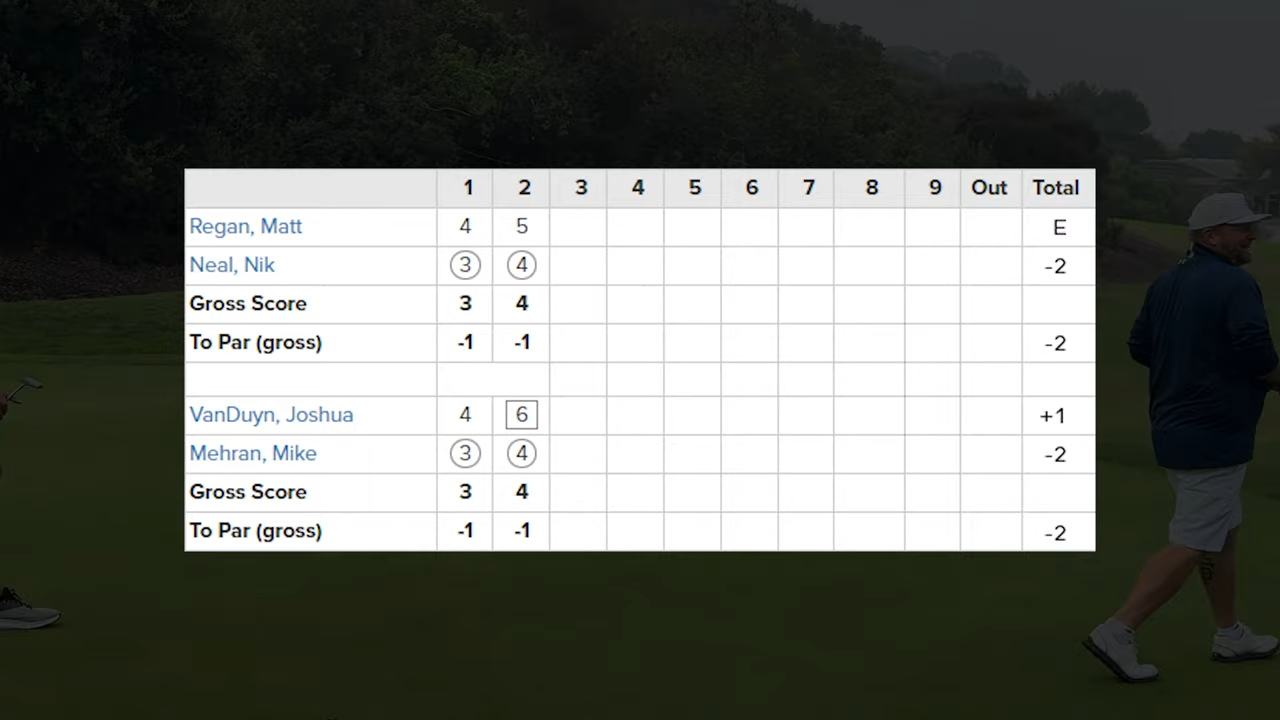 1 2 3 4 5 6 7 8 9 Out Total
Regan, Matt 4 5 E
Neal, Nik 3 4 -2
Gross Score 3 4
To Par (gross) -1 -1 -2
VanDuyn, Joshua 4 6 +1
Mehran, Mike 3 4 -2
Gross Score 3 4
To Par (gross) -1 -1 -2